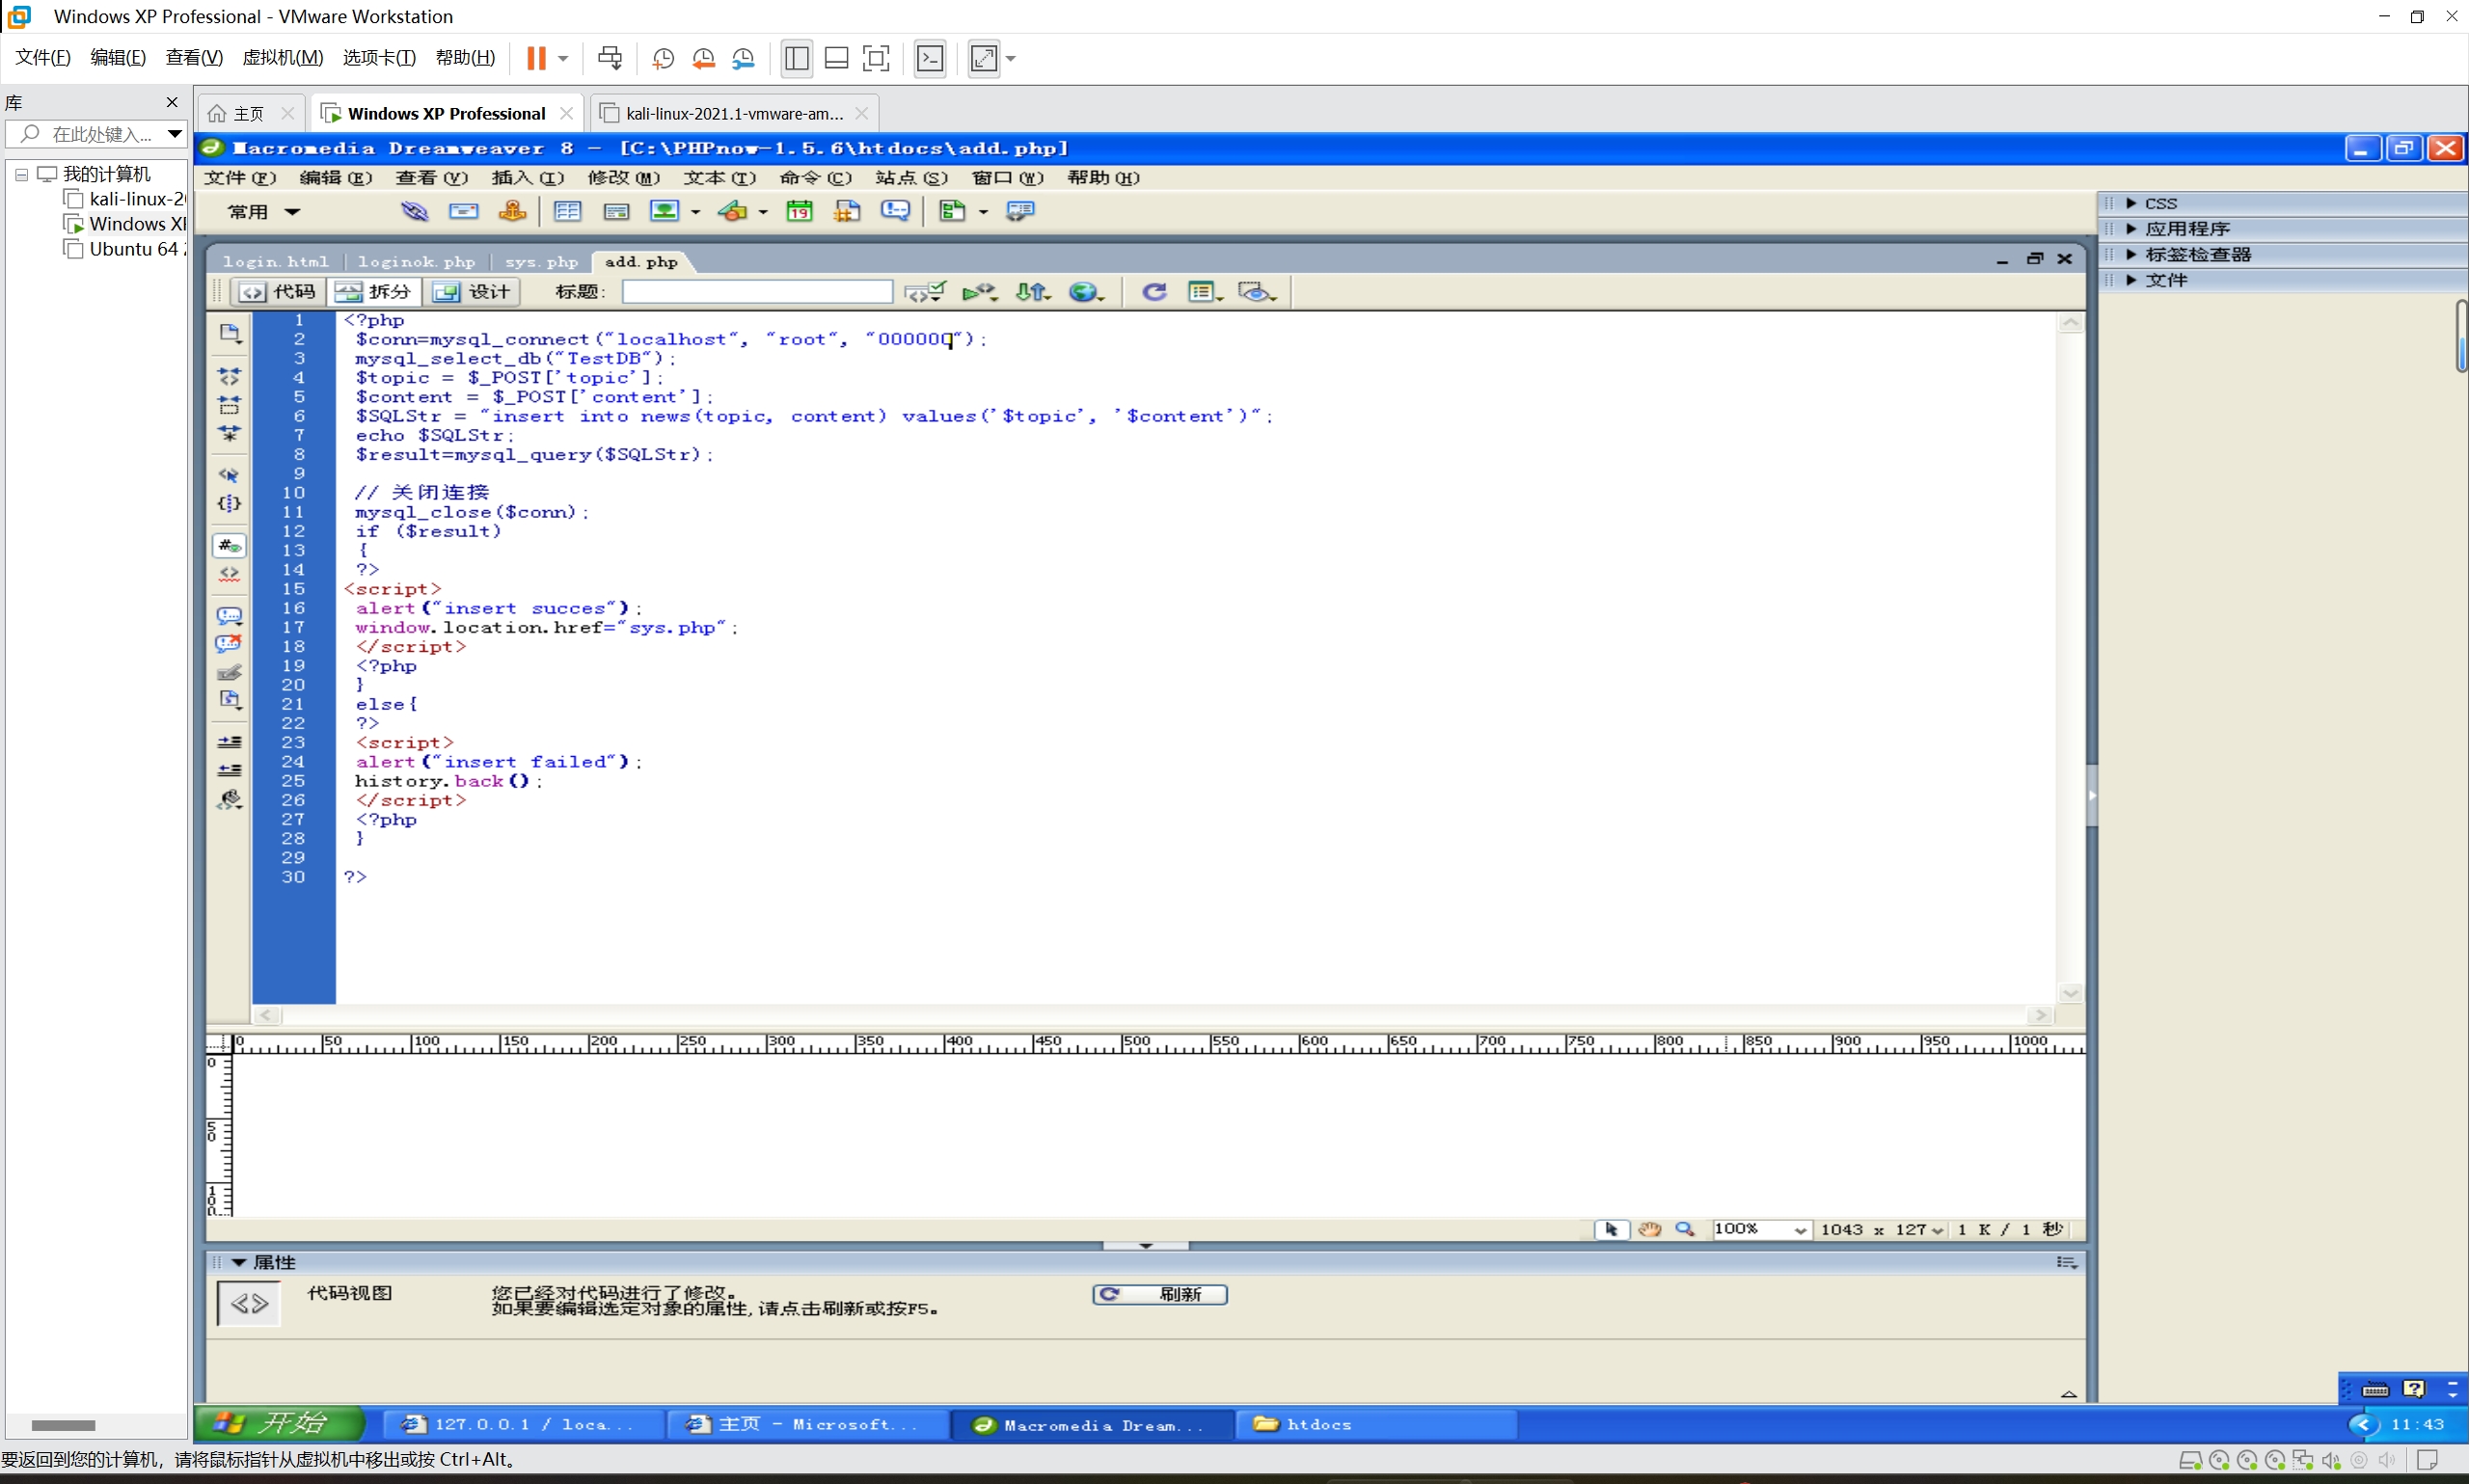 Windows XP Professional - VMware Workstation
文件(F) 编辑(E) 查看(V) 虚拟机(M) 选项卡(T) 帮助(H)
库
在此处键入...
我的计算机
kali-linux-2
Windows XP
Ubuntu 64
主页 Windows XP Professional kali-linux-2021.1-vmware-am...
Macromedia Dreamweaver 8 - [C:\PHPnow-1.5.6\htdocs\add.php]
文件(F) 编辑(E) 查看(V) 插入(I) 修改(M) 文本(T) 命令(C) 站点(S) 窗口(W) 帮助(H)
常用
19
CSS
应用程序
标签检查器
文件
login.html loginok.php sys.php add.php
代码 拆分 设计 标题:
1 <?php
2 $conn=mysql_connect("localhost", "root", "000000");
3 mysql_select_db("TestDB");
4 $topic = $_POST['topic'];
5 $content = $_POST['content'];
6 $SQLStr = "insert into news(topic, content) values('$topic', '$content')";
7 echo $SQLStr;
8 $result=mysql_query($SQLStr);
9
10 // 关闭连接
11 mysql_close($conn);
12 if ($result)
13 {
14 ?>
15 <script>
16 alert("insert succes");
17 window.location.href="sys.php";
18 </script>
19 <?php
20 }
21 else{
22 ?>
23 <script>
24 alert("insert failed");
25 history.back();
26 </script>
27 <?php
28 }
29
30 ?>
0 50 100 150 200 250 300 350 400 450 500 550 600 650 700 750 800 850 900 950 1000
0
50
100
100% 1043 x 127 1 K / 1 秒
属性
代码视图 您已经对代码进行了修改。
如果要编辑选定对象的属性,请点击刷新或按F5。
刷新
开始 127.0.0.1 / loca... 主页 - Microsoft... Macromedia Dream... htdocs 11:43
要返回到您的计算机，请将鼠标指针从虚拟机中移出或按 Ctrl+Alt。